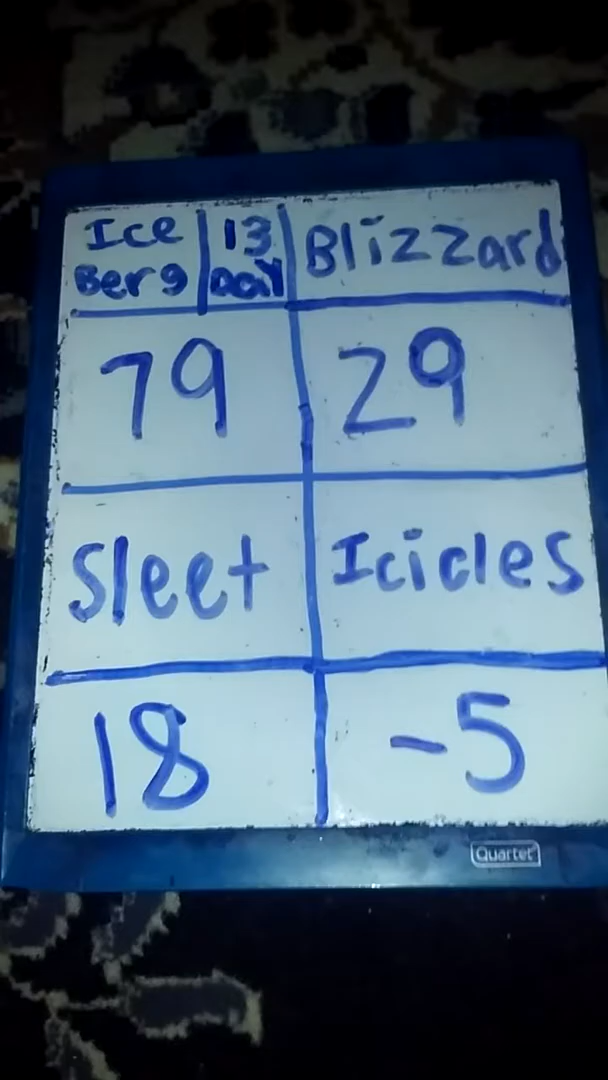 Ice 13 Blizzard
Berg Day
79 29
Sleet Icicles
18 -5
Quartet